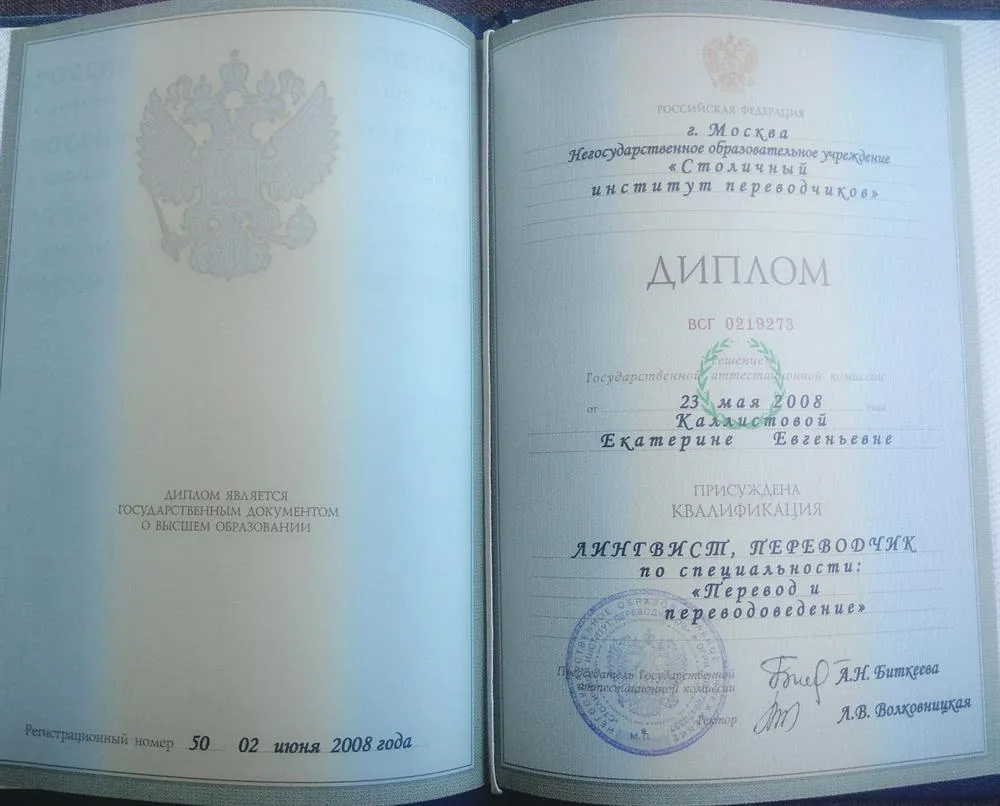 ДИПЛОМ ЯВЛЯЕТСЯ
ГОСУДАРСТВЕННЫМ ДОКУМЕНТОМ
О ВЫСШЕМ ОБРАЗОВАНИИ
Регистрационный номер 50 02 июня 2008 года
РОССИЙСКАЯ ФЕДЕРАЦИЯ
г. Москва
Негосударственное образовательное учреждение
«Столичный
институт переводчиков»
ДИПЛОМ
ВСГ 0219273
Решением
Государственной аттестационной комиссии
от 23 мая 2008 года
Каллистовой
Екатерине Евгеньевне
ПРИСУЖДЕНА
КВАЛИФИКАЦИЯ
ЛИНГВИСТ, ПЕРЕВОДЧИК
по специальности:
«Перевод и
переводоведение»
Председатель Государственной
аттестационной комиссии
А.Н. Биткеева
Ректор
Л.В. Волковницкая
М.П.